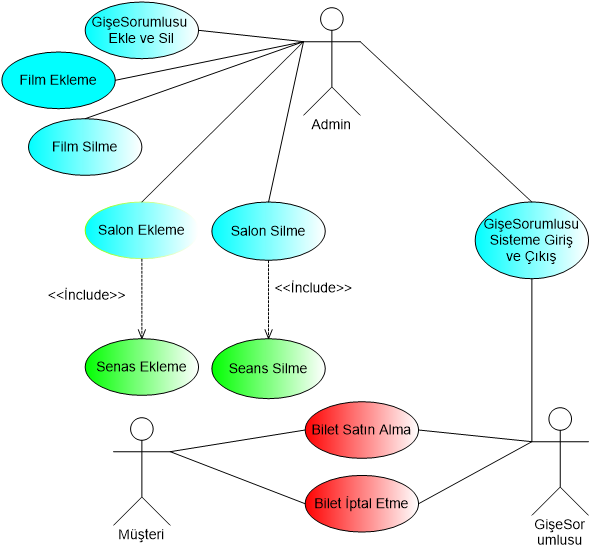 GişeSorumlusu
Ekle ve Sil
Film Ekleme
Admin
Film Silme
Salon Ekleme
Salon Silme
GişeSorumlusu
Sisteme Giriş
ve Çıkış
<<İnclude>>
<<İnclude>>
Senas Ekleme
Seans Silme
Bilet Satın Alma
Bilet İptal Etme
Müşteri
GişeSor
umlusu